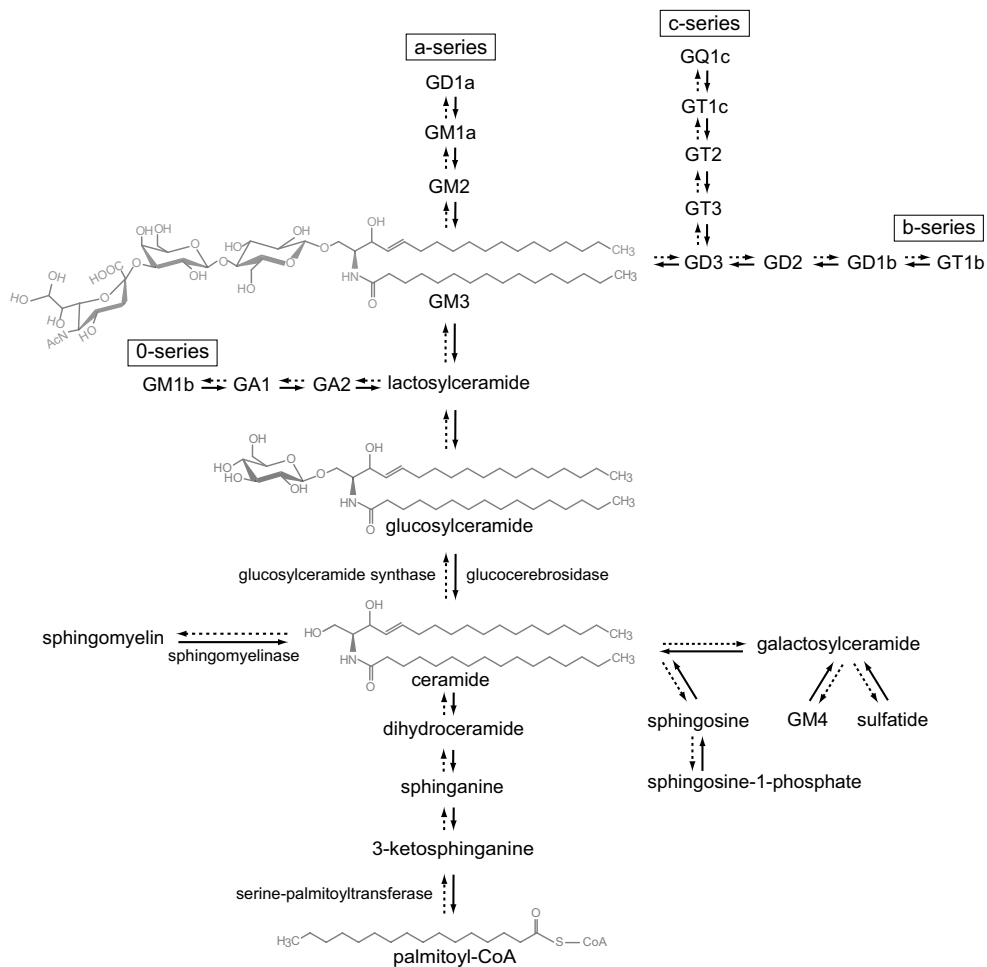 c-series
a-series
GQ1c
GD1a
GT1c
GM1a
GT2
GM2
GT3
b-series
OH
OH
OH
OH
O
O
HO
OH
O
OH
O
O
HO
OH
O
HOOC
HN
O
CH3
CH3
GD3
GD2
GD1b
GT1b
OH
HO
HO
O
OH
AcN
HO
GM3
0-series
GM1b
GA1
GA2
lactosylceramide
OH
HO
HO
O
OH
O
OH
HN
O
CH3
CH3
glucosylceramide
glucosylceramide synthase
glucocerebrosidase
OH
HO
HN
O
CH3
CH3
sphingomyelin
sphingomyelinase
galactosylceramide
ceramide
dihydroceramide
sphingosine
GM4
sulfatide
sphinganine
sphingosine-1-phosphate
3-ketosphinganine
serine-palmitoyltransferase
O
H3C
S
CoA
palmitoyl-CoA